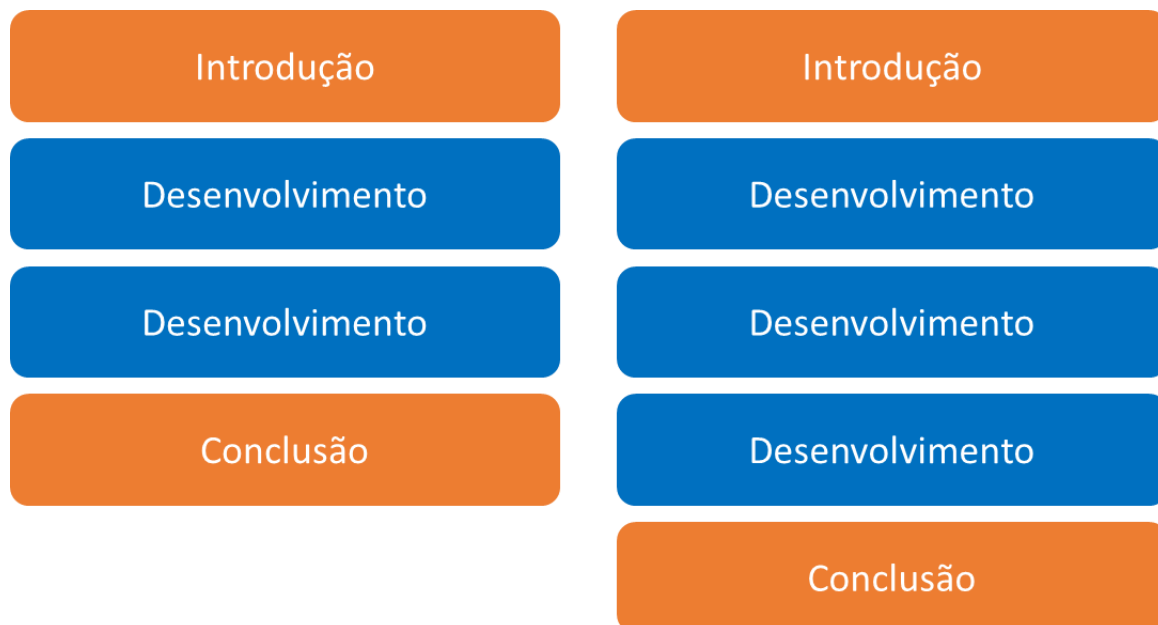 Introdução
Desenvolvimento
Desenvolvimento
Conclusão
Introdução
Desenvolvimento
Desenvolvimento
Desenvolvimento
Conclusão